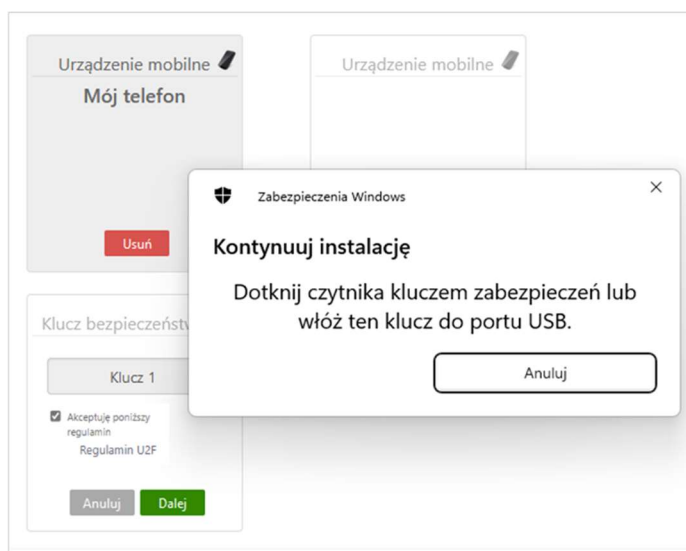 Urządzenie mobilne
Mój telefon
Usuń
Urządzenie mobilne
Zabezpieczenia Windows
Kontynuuj instalację
Dotknij czytnika kluczem zabezpieczeń lub
włóż ten klucz do portu USB.
Anuluj
Klucz
Klucz 1
Akceptuję poniższy
regulamin
Regulamin U2F
Anuluj
Dalej